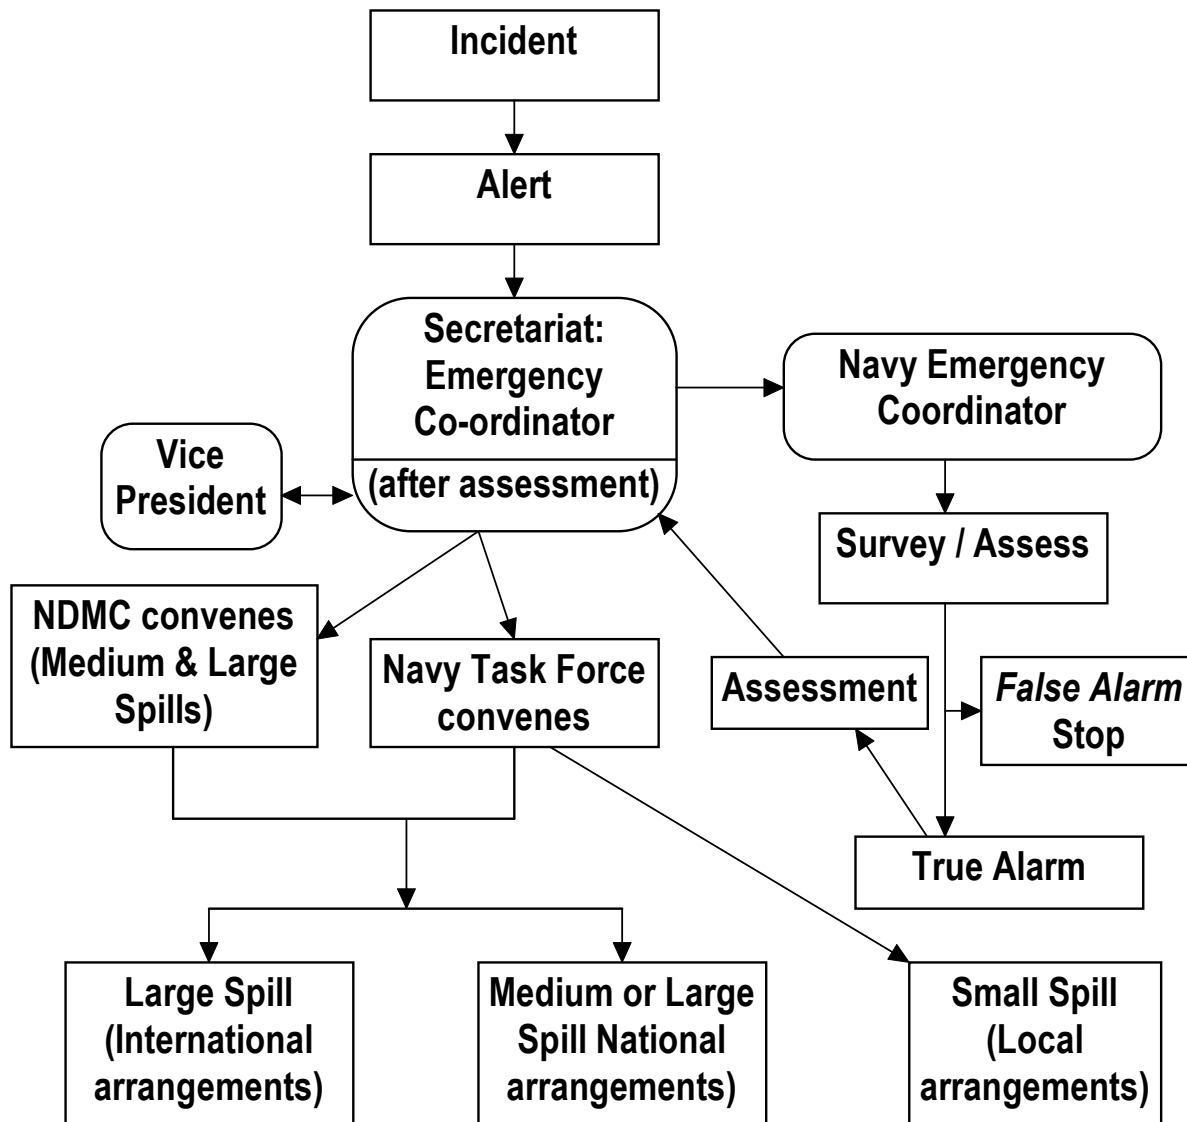 Incident
Alert
Secretariat:
Emergency
Co-ordinator
(after assessment)
Navy Emergency
Coordinator
Vice
President
Survey / Assess
NDMC convenes
(Medium & Large
Spills)
Navy Task Force
convenes
Assessment
False Alarm
Stop
True Alarm
Large Spill
(International
arrangements)
Medium or Large
Spill National
arrangements)
Small Spill
(Local
arrangements)